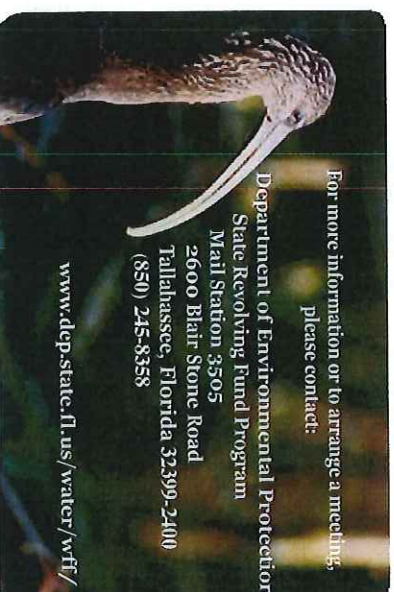 For more information or to arrange a meeting,
please contact:
Department of Environmental Protection
State Revolving Fund Program
Mail Station 3505
2600 Blair Stone Road
Tallahassee, Florida 32399-2400
(850) 245-8358
www.dep.state.fl.us/water/wff/